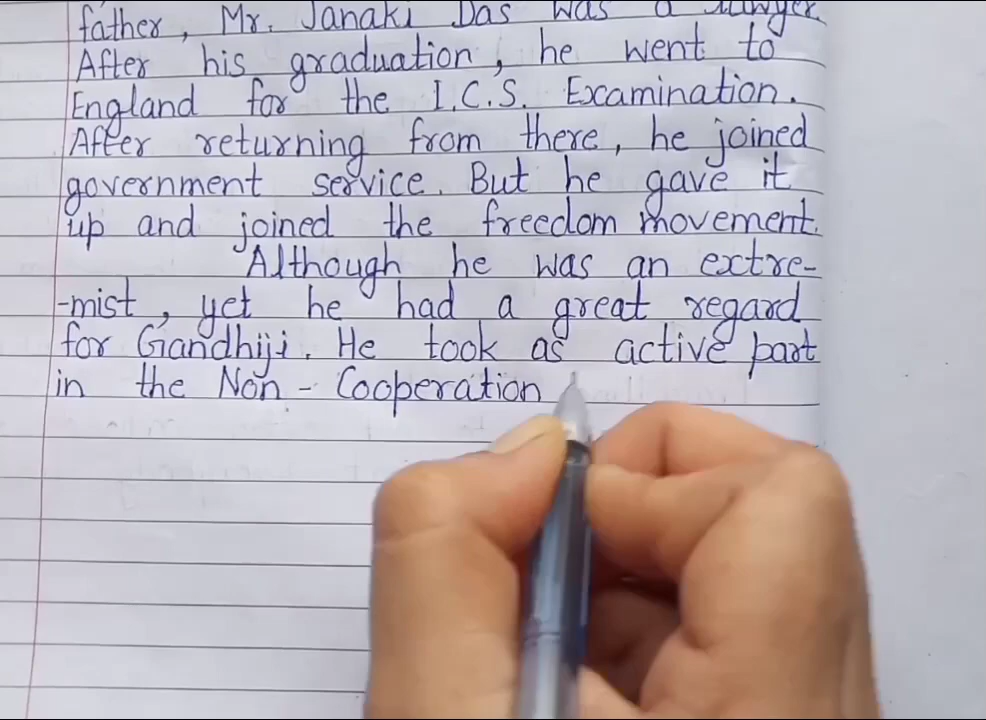 father, Mr. Janaki Das was a lawyer.
After his graduation, he went to
England for the I.C.S. Examination.
After returning from there, he joined
government service. But he gave it
up and joined the freedom movement.
Although he was an extre-
-mist, yet he had a great regard
for Gandhiji. He took as active part
in the Non - Cooperation